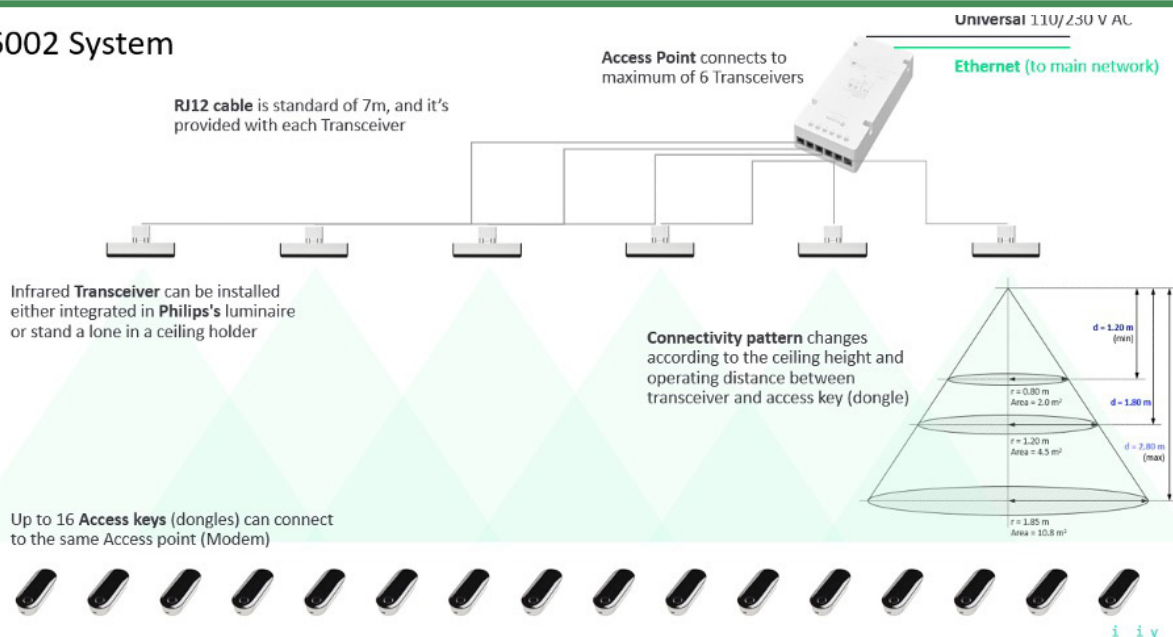 6002 System
Universal 110/230 V AC
Access Point connects to
maximum of 6 Transceivers
Ethernet (to main network)
RJ12 cable is standard of 7m, and it's
provided with each Transceiver
Infrared Transceiver can be installed
either integrated in Philips's luminaire
or stand a lone in a ceiling holder
Connectivity pattern changes
according to the ceiling height and
operating distance between
transceiver and access key (dongle)
d = 1.20 m
(min)
r = 0.80 m
Area = 2.0 m²
d = 1.80 m
r = 1.20 m
Area = 4.5 m²
d = 2.80 m
(max)
r = 1.85 m
Area = 10.8 m²
Up to 16 Access keys (dongles) can connect
to the same Access point (Modem)